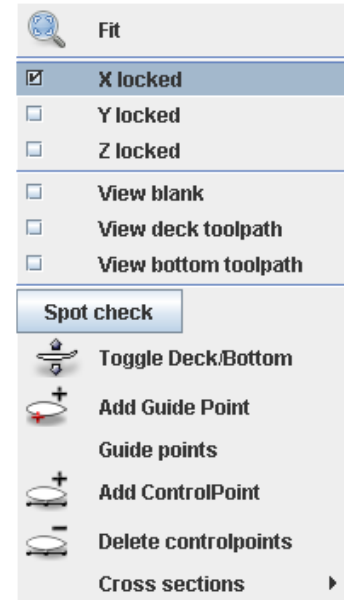 Fit
X locked
Y locked
Z locked
View blank
View deck toolpath
View bottom toolpath
Spot check
Toggle Deck/Bottom
Add Guide Point
Guide points
Add ControlPoint
Delete controlpoints
Cross sections